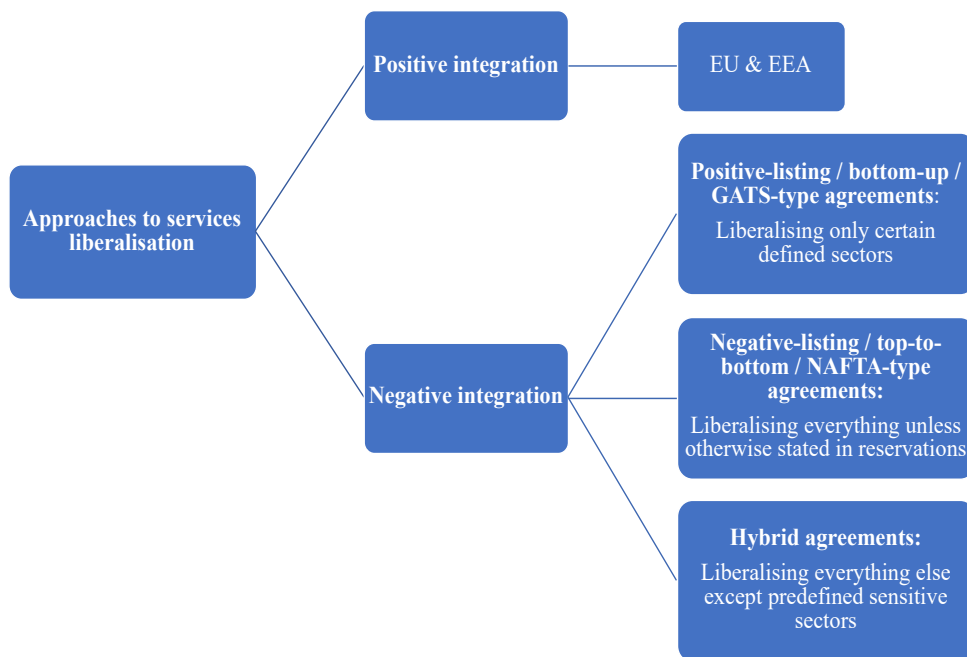 Approaches to services
liberalisation
Positive integration
EU & EEA
Negative integration
Positive-listing / bottom-up /
GATS-type agreements:
Liberalising only certain
defined sectors
Negative-listing / top-to-
bottom / NAFTA-type
agreements:
Liberalising everything unless
otherwise stated in reservations
Hybrid agreements:
Liberalising everything else
except predefined sensitive
sectors